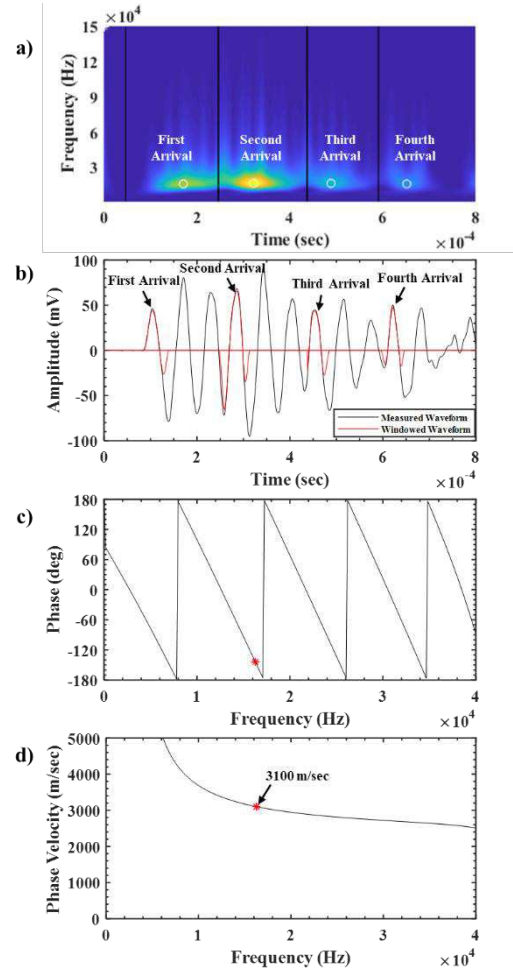 a)
Frequency (Hz)
×10⁴
15
12
9
6
3
First Arrival
Second Arrival
Third Arrival
Fourth Arrival
0 2 4 6 8
Time (sec)
×10⁻⁴
b)
Amplitude (mV)
100
50
0
-50
-100
First Arrival
Second Arrival
Third Arrival
Fourth Arrival
Measured Waveform
Windowed Waveform
0 1 2 3 4 5 6 7 8
Time (sec)
×10⁻⁴
c)
Phase (deg)
180
120
60
0
-60
-120
-180
0 1 2 3 4
Frequency (Hz)
×10⁴
d)
Phase Velocity (m/sec)
5000
4000
3000
2000
1000
0
3100 m/sec
0 1 2 3 4
Frequency (Hz)
×10⁴